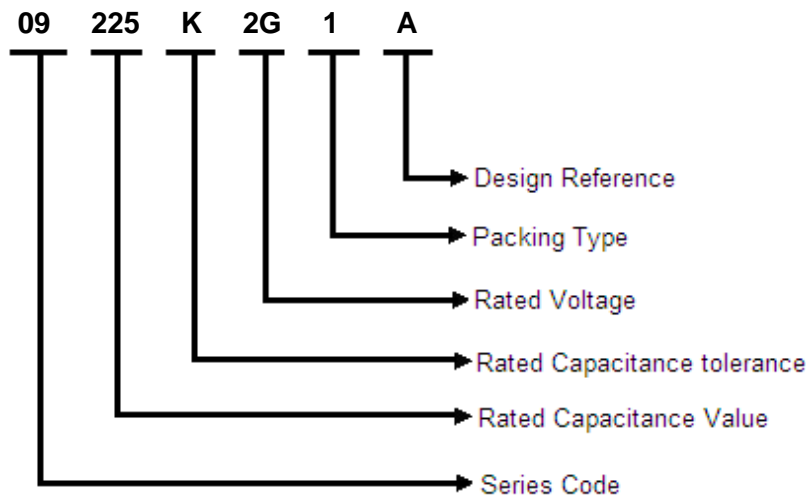 09 225 K 2G 1 A
Design Reference
Packing Type
Rated Voltage
Rated Capacitance tolerance
Rated Capacitance Value
Series Code